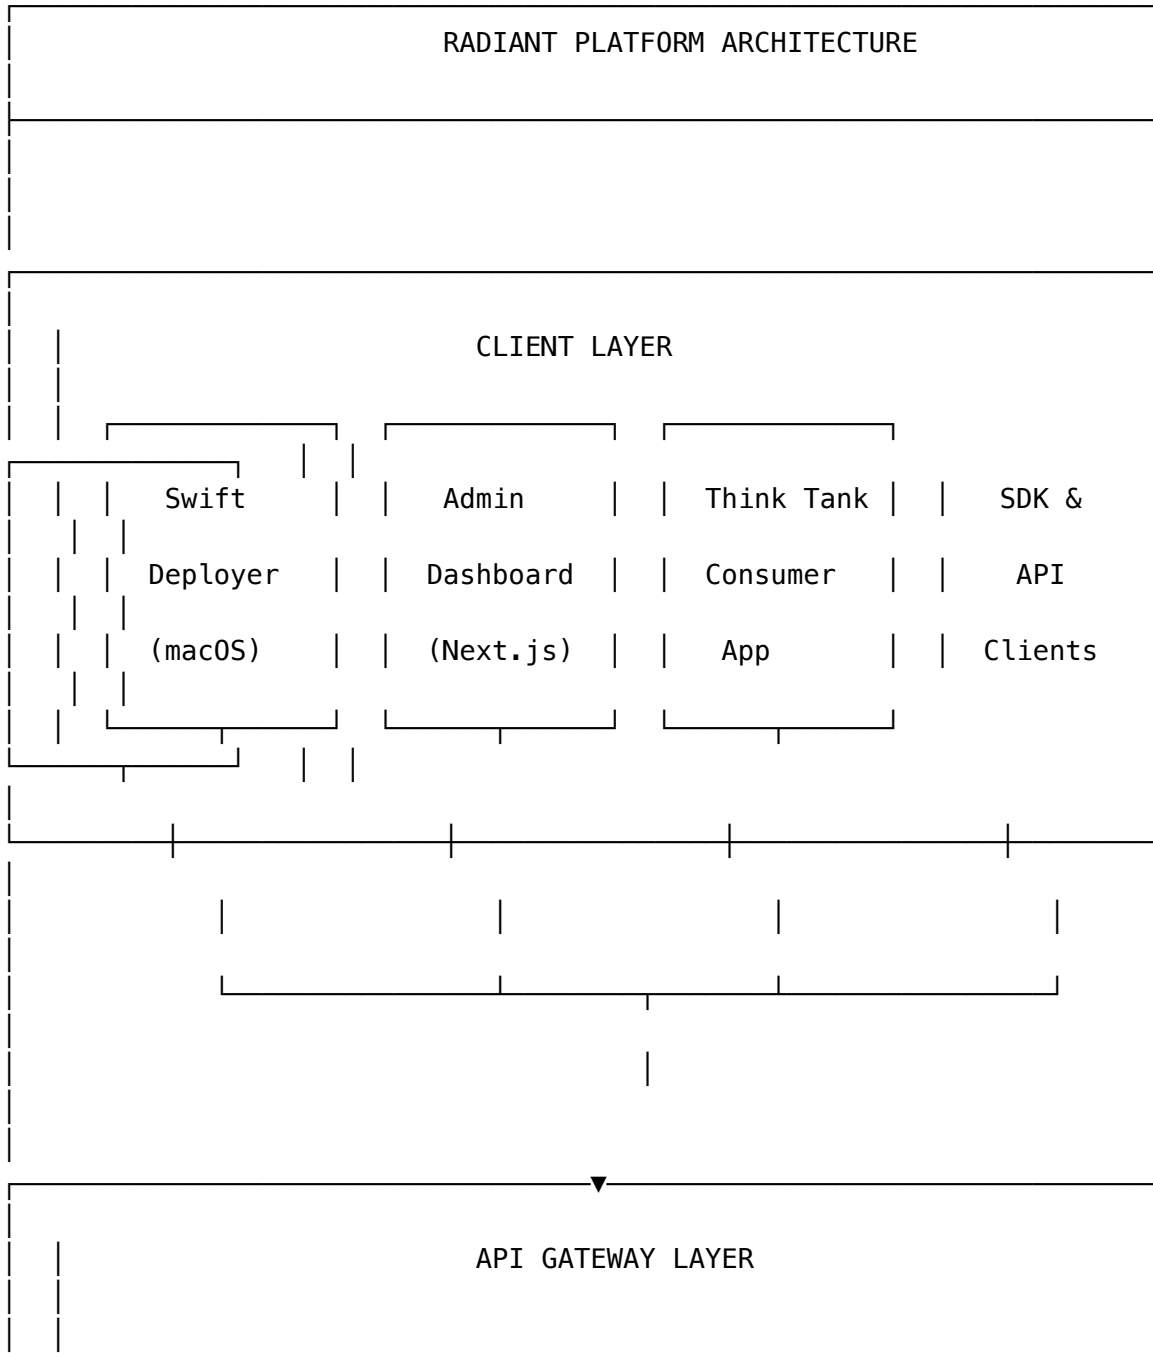 RADIANT PLATFORM ARCHITECTURE
CLIENT LAYER
Swift Admin Think Tank SDK &
Deployer Dashboard Consumer API
(macOS) (Next.js) App Clients
API GATEWAY LAYER